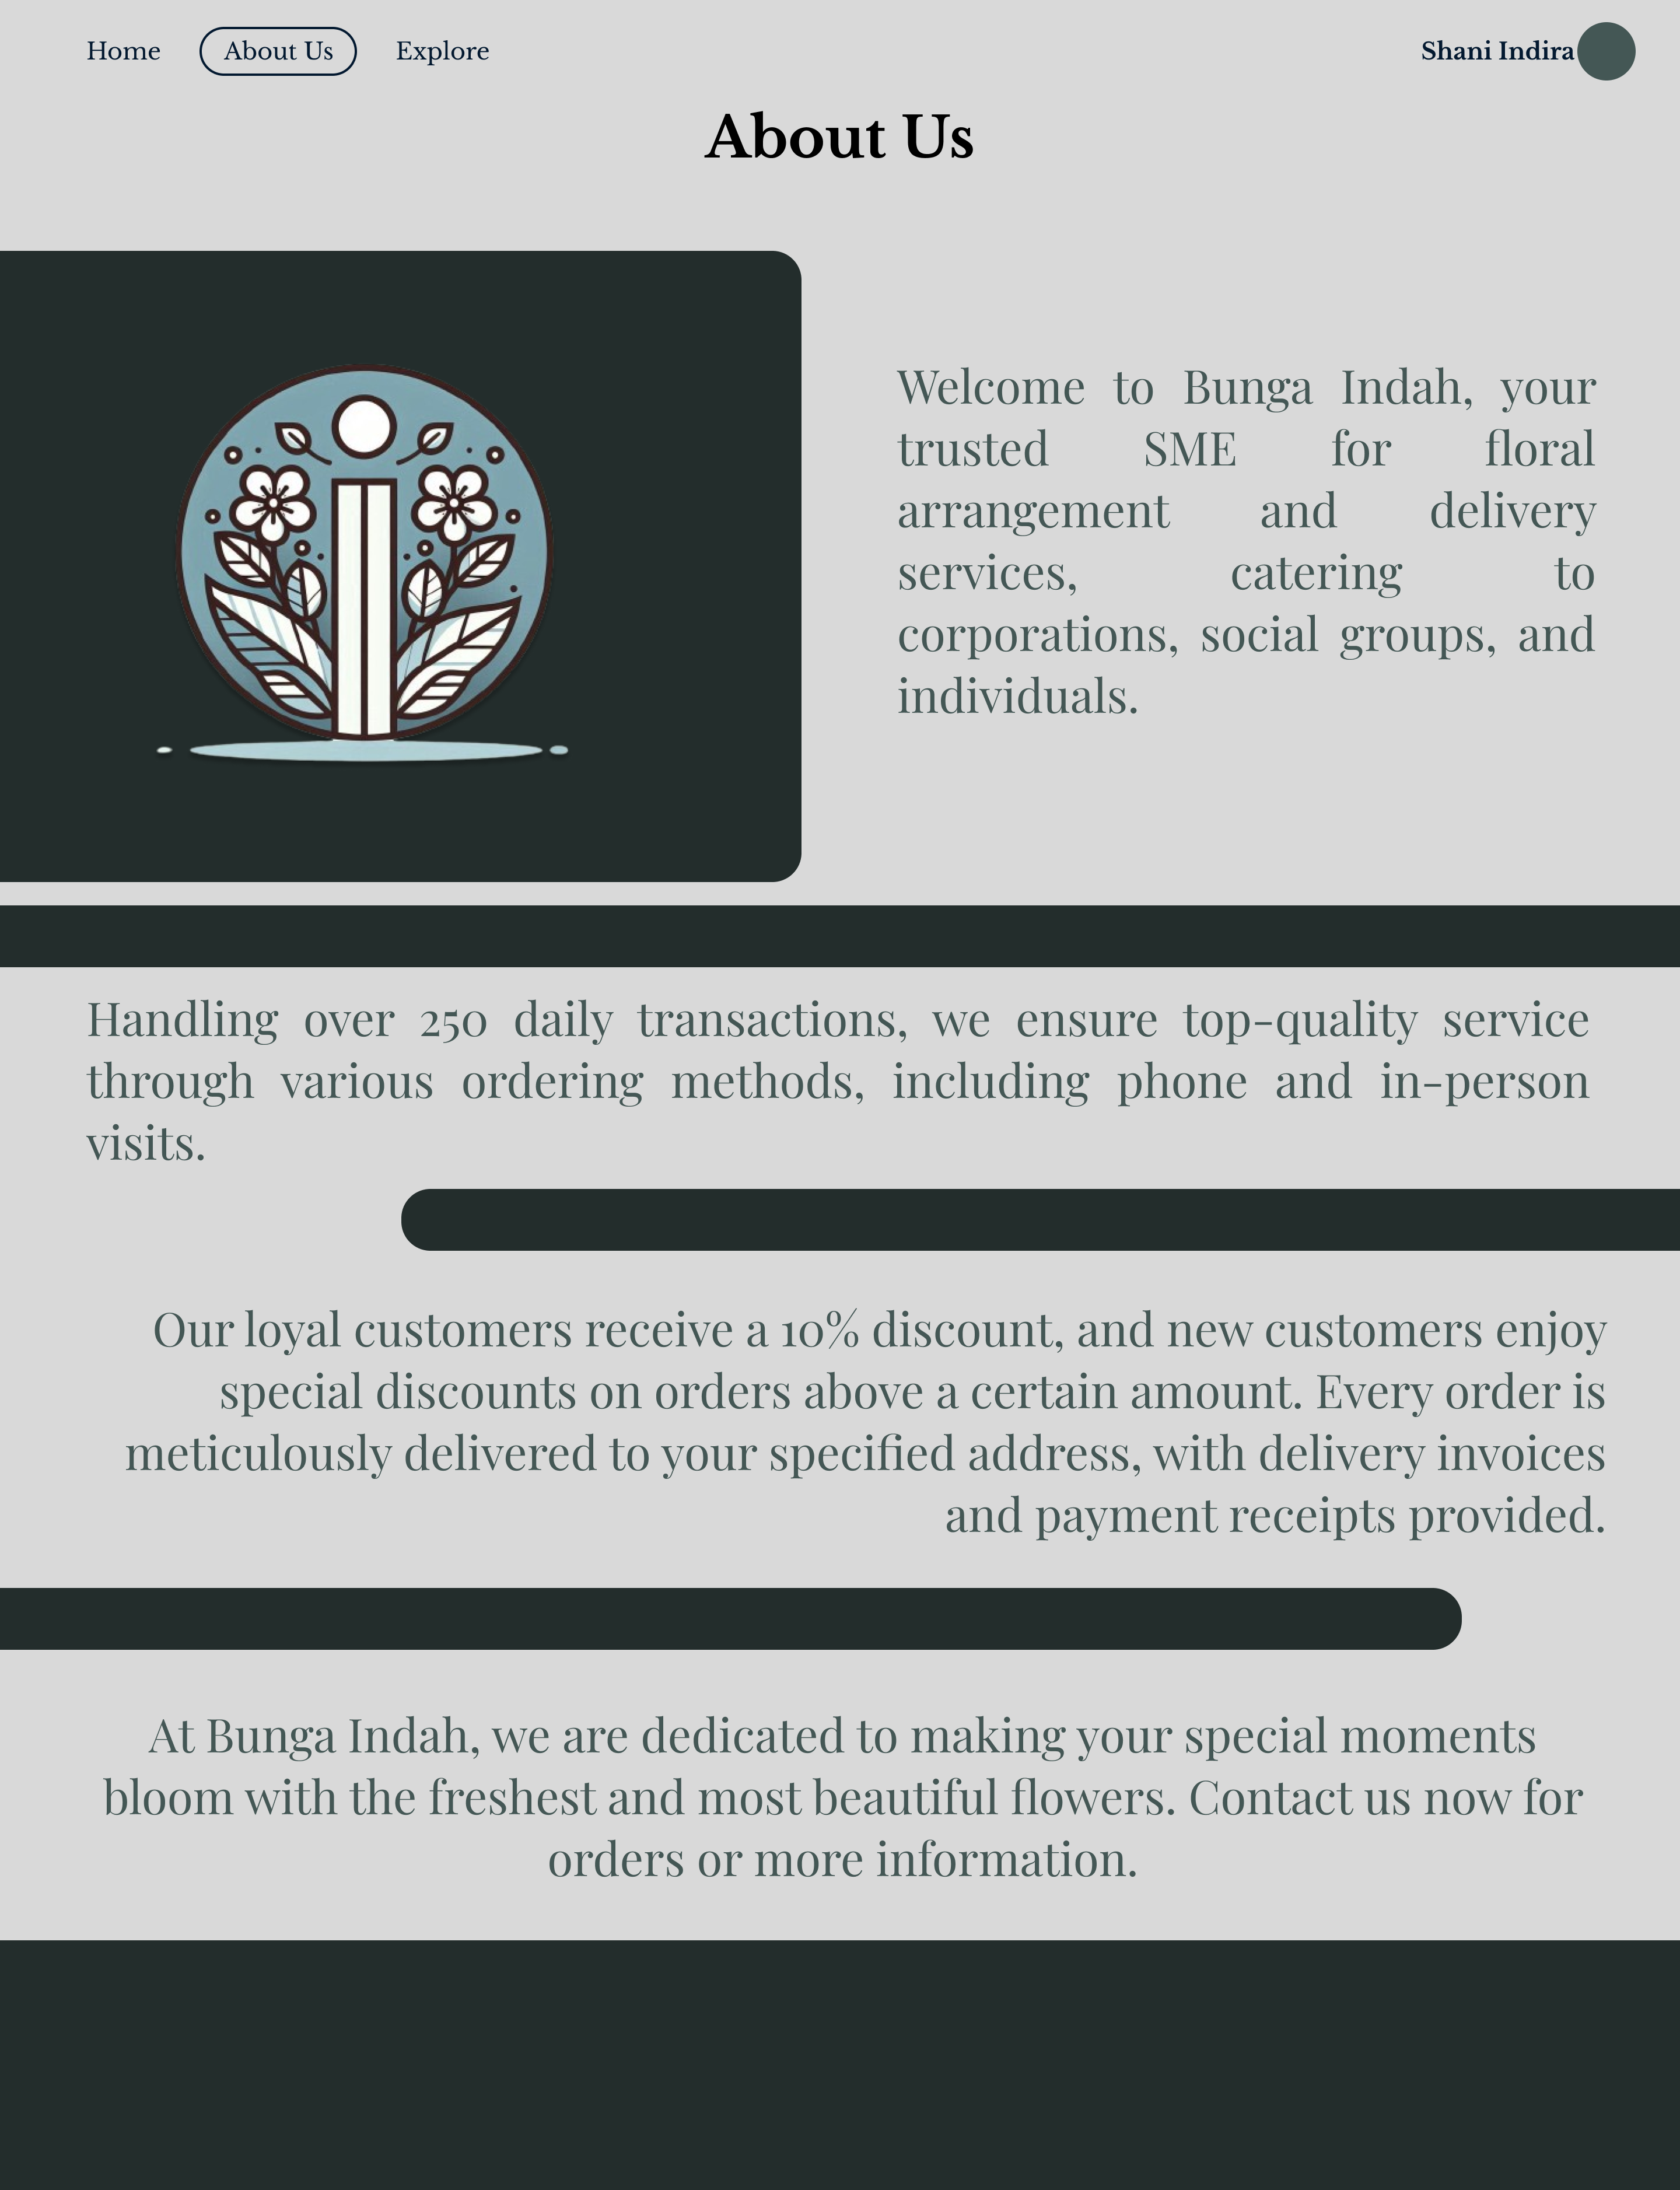 Home
About Us
Explore
Shani Indira
About Us
Welcome to Bunga Indah, your
trusted SME for floral
arrangement and delivery
services, catering to
corporations, social groups, and
individuals.
Handling over 250 daily transactions, we ensure top-quality service
through various ordering methods, including phone and in-person
visits.
Our loyal customers receive a 10% discount, and new customers enjoy
special discounts on orders above a certain amount. Every order is
meticulously delivered to your specified address, with delivery invoices
and payment receipts provided.
At Bunga Indah, we are dedicated to making your special moments
bloom with the freshest and most beautiful flowers. Contact us now for
orders or more information.